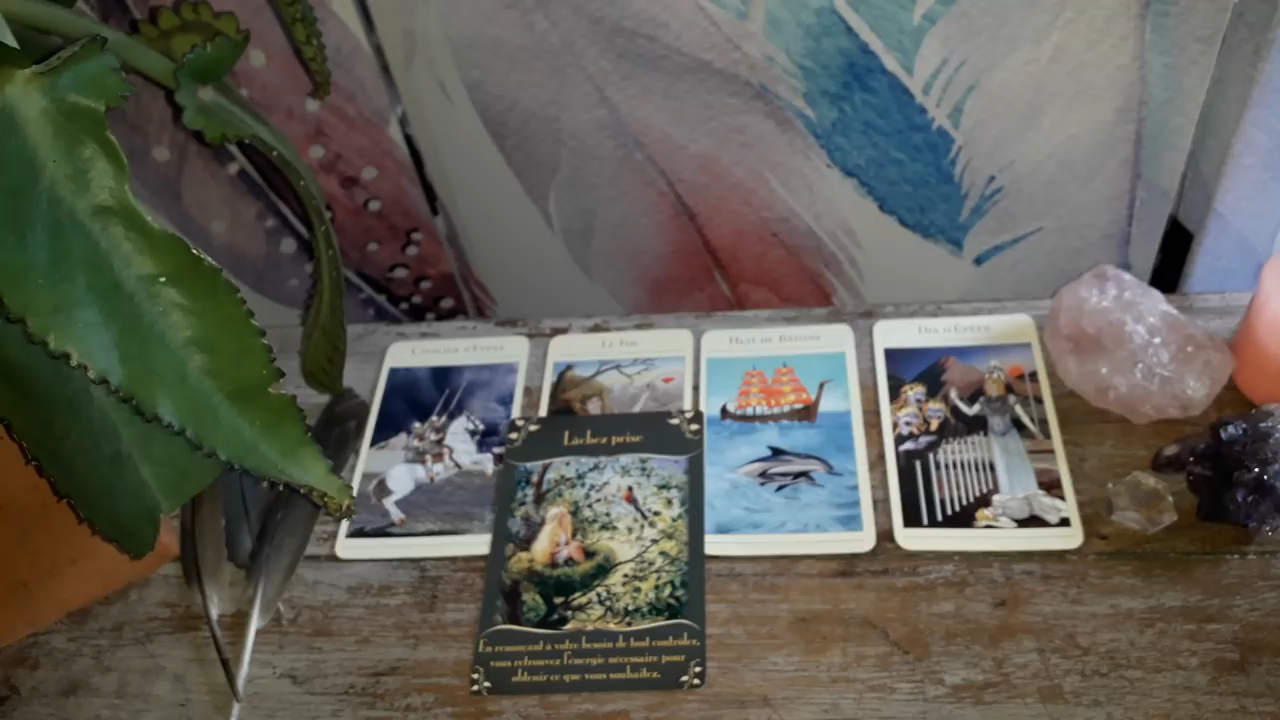 Cavalier d'Épées
Le Fou
Huit de Bâtons
Dix d'Épées
Lâchez prise
En renonçant à votre besoin de tout contrôler,
vous retrouvez l'énergie nécessaire pour
obtenir ce que vous souhaitez.